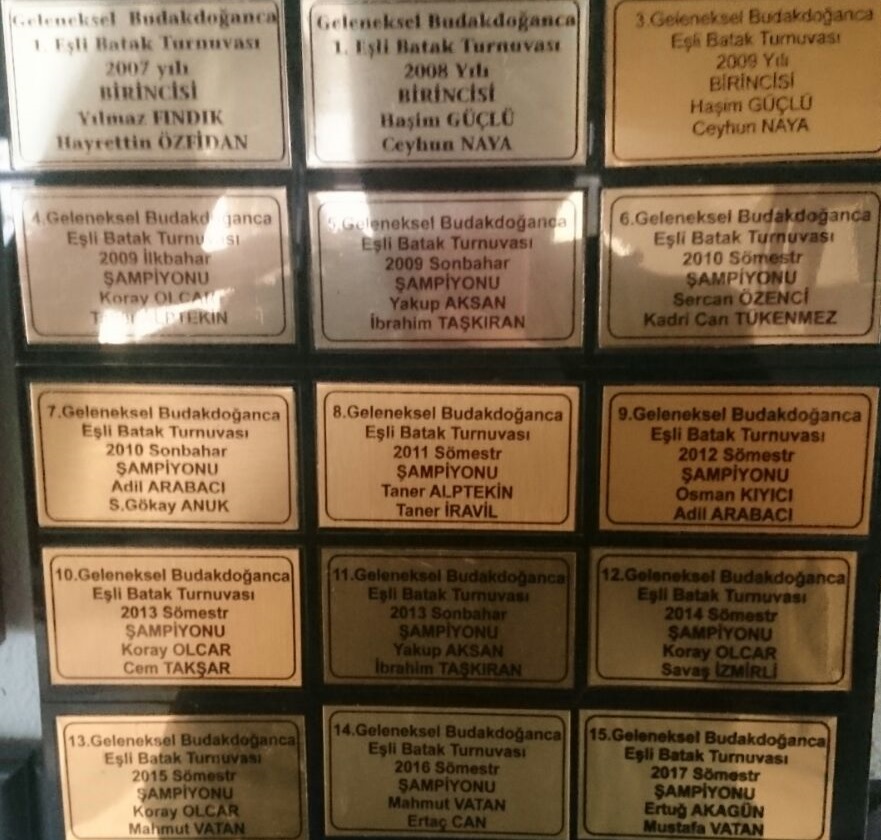 Geleneksel Budakdoğanca
1. Eşli Batak Turnuvası
2007 yılı
BİRİNCİSİ
Yılmaz FINDIK
Hayrettin ÖZFİDAN
Geleneksel Budakdoğanca
1. Eşli Batak Turnuvası
2008 Yılı
BİRİNCİSİ
Haşim GÜÇLÜ
Ceyhun NAYA
3.Geleneksel Budakdoğanca
Eşli Batak Turnuvası
2009 Yılı
BİRİNCİSİ
Haşim GÜÇLÜ
Ceyhun NAYA
4.Geleneksel Budakdoğanca
Eşli Batak Turnuvası
2009 İlkbahar
ŞAMPİYONU
Koray OLCAR
ALPTEKİN
5.Geleneksel Budakdoğanca
Eşli Batak Turnuvası
2009 Sonbahar
ŞAMPİYONU
Yakup AKSAN
İbrahim TAŞKIRAN
6.Geleneksel Budakdoğanca
Eşli Batak Turnuvası
2010 Sömestr
ŞAMPİYONU
Sercan ÖZENCİ
Kadri Can TÜKENMEZ
7.Geleneksel Budakdoğanca
Eşli Batak Turnuvası
2010 Sonbahar
ŞAMPİYONU
Adil ARABACI
S.Gökay ANUK
8.Geleneksel Budakdoğanca
Eşli Batak Turnuvası
2011 Sömestr
ŞAMPİYONU
Taner ALPTEKİN
Taner İRAVİL
9.Geleneksel Budakdoğanca
Eşli Batak Turnuvası
2012 Sömestr
ŞAMPİYONU
Osman KIYICI
Adil ARABACI
10.Geleneksel Budakdoğanca
Eşli Batak Turnuvası
2013 Sömestr
ŞAMPİYONU
Koray OLCAR
Cem TAKŞAR
11.Geleneksel Budakdoğanca
Eşli Batak Turnuvası
2013 Sonbahar
ŞAMPİYONU
Yakup AKSAN
İbrahim TAŞKIRAN
12.Geleneksel Budakdoğanca
Eşli Batak Turnuvası
2014 Sömestr
ŞAMPİYONU
Koray OLCAR
Savaş İZMİRLİ
13.Geleneksel Budakdoğanca
Eşli Batak Turnuvası
2015 Sömestr
ŞAMPİYONU
Koray OLCAR
Mahmut VATAN
14.Geleneksel Budakdoğanca
Eşli Batak Turnuvası
2016 Sömestr
ŞAMPİYONU
Mahmut VATAN
Ertaç CAN
15.Geleneksel Budakdoğanca
Eşli Batak Turnuvası
2017 Sömestr
ŞAMPİYONU
Ertuğ AKAGÜN
Mustafa VATAN